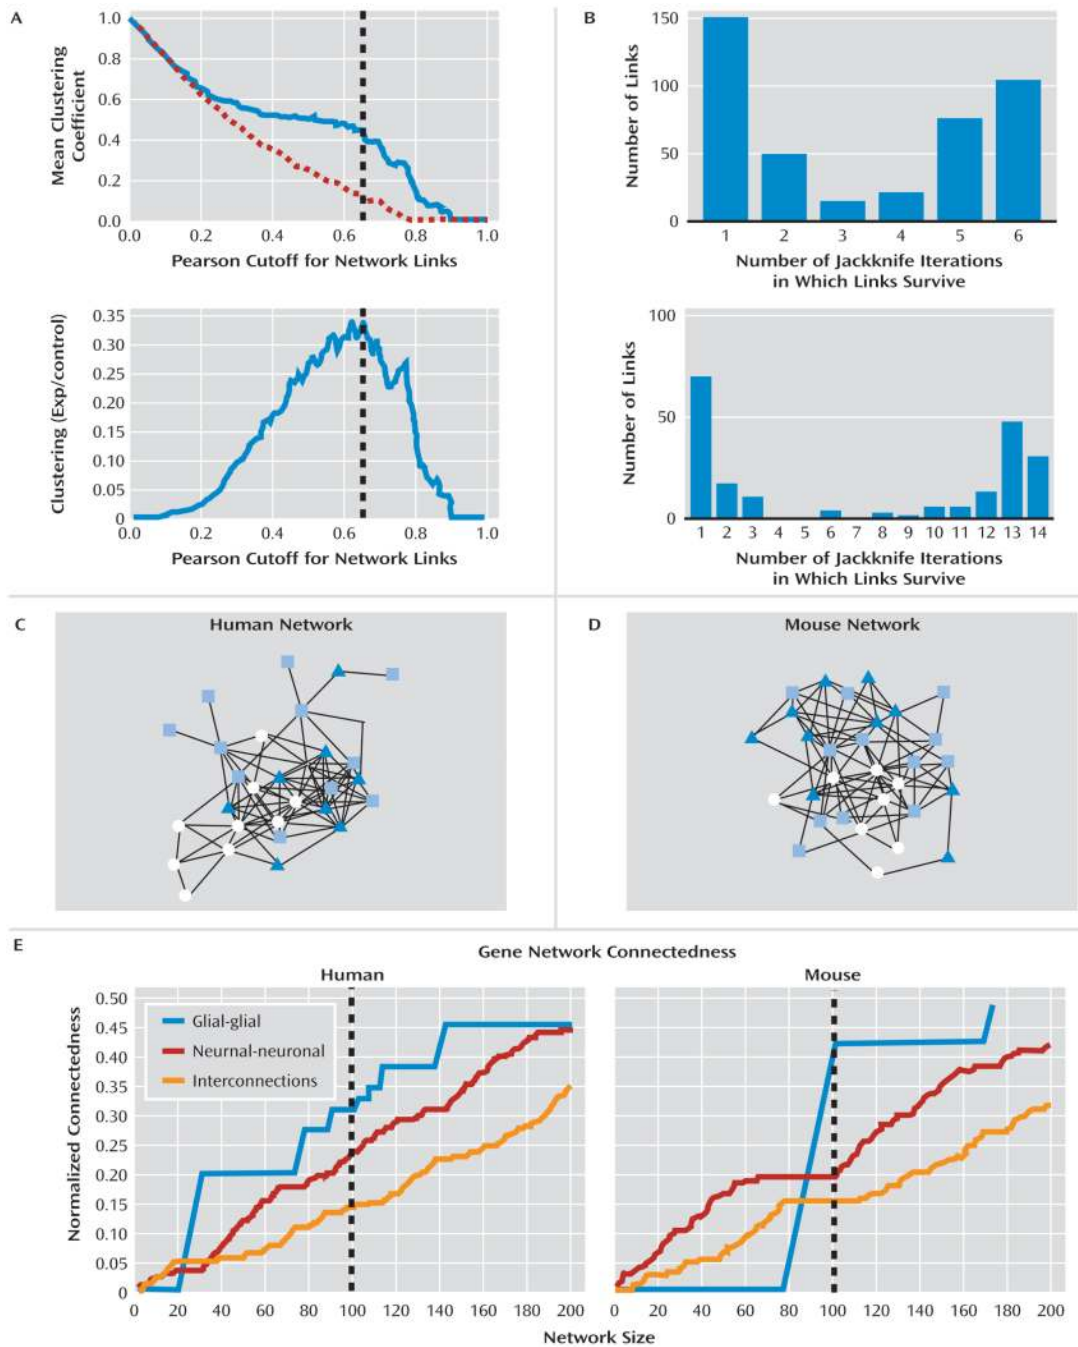 A
Mean Clustering
Coefficient
1.0
0.8
0.6
0.4
0.2
0.0
0.0 0.2 0.4 0.6 0.8 1.0
Pearson Cutoff for Network Links
Clustering (Exp/control)
0.35
0.30
0.25
0.20
0.15
0.10
0.05
0
0.0 0.2 0.4 0.6 0.8 1.0
Pearson Cutoff for Network Links
B
Number of Links
150
100
50
0
1 2 3 4 5 6
Number of Jackknife Iterations
in Which Links Survive
Number of Links
100
50
0
1 2 3 4 5 6 7 8 9 10 11 12 13 14
Number of Jackknife Iterations
in Which Links Survive
C
Human Network
D
Mouse Network
E
Gene Network Connectedness
Human
Mouse
Normalized Connectedness
0.50
0.45
0.40
0.35
0.30
0.25
0.20
0.15
0.10
0.05
0
Glial-glial
Neurnal-neuronal
Interconnections
0 20 40 60 80 100 120 140 160 180 200
0 20 40 60 80 100 120 140 160 180 200
Network Size